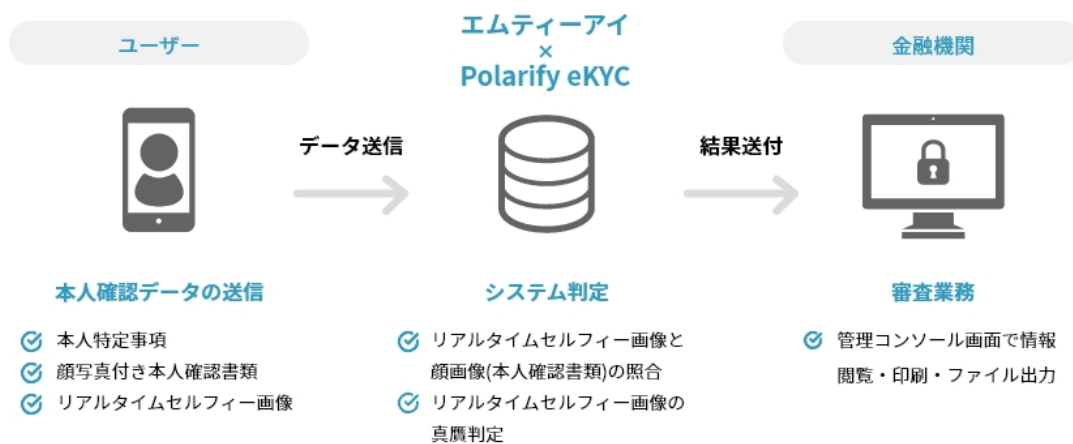 ユーザー
エムティーアイ
×
Polarify eKYC
金融機関
データ送信
結果送付
本人確認データの送信
本人特定事項
顔写真付き本人確認書類
リアルタイムセルフィー画像
システム判定
リアルタイムセルフィー画像と
顔画像(本人確認書類)の照合
リアルタイムセルフィー画像の
真贋判定
審査業務
管理コンソール画面で情報
閲覧・印刷・ファイル出力